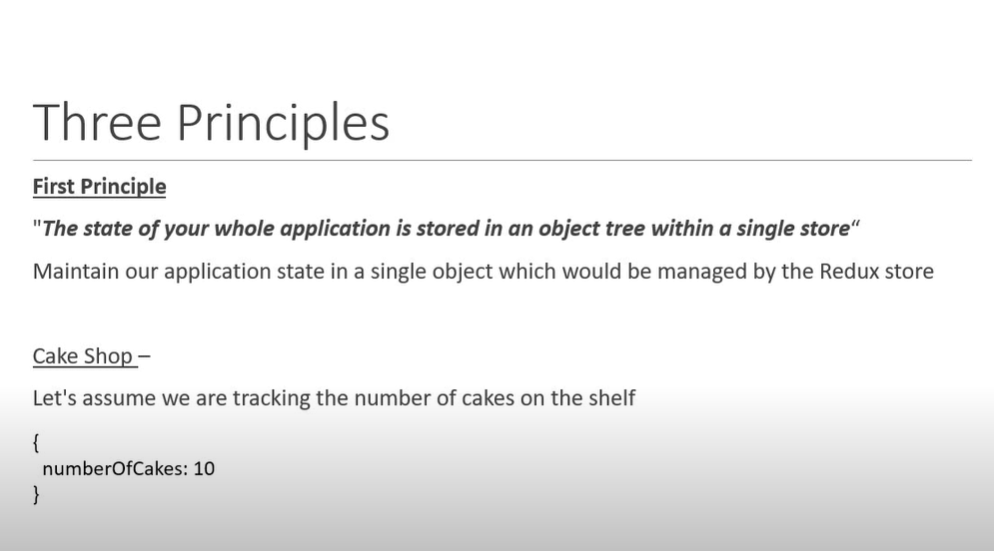 Three Principles
First Principle
"The state of your whole application is stored in an object tree within a single store“
Maintain our application state in a single object which would be managed by the Redux store
Cake Shop –
Let's assume we are tracking the number of cakes on the shelf
{
numberOfCakes: 10
}